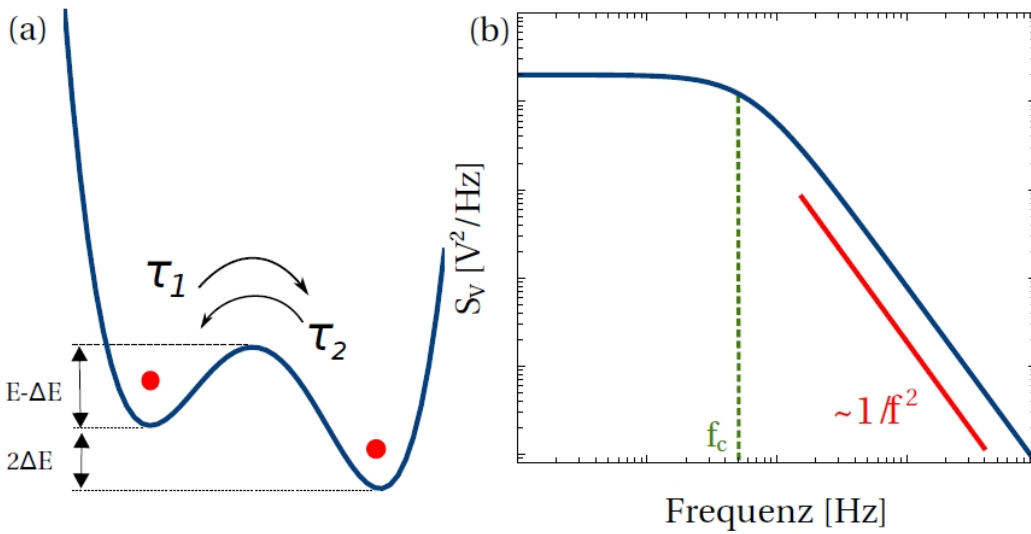 (a)
τ1
τ2
E-ΔE
2ΔE
(b)
SV [V²/Hz]
fc
~1/f²
Frequenz [Hz]